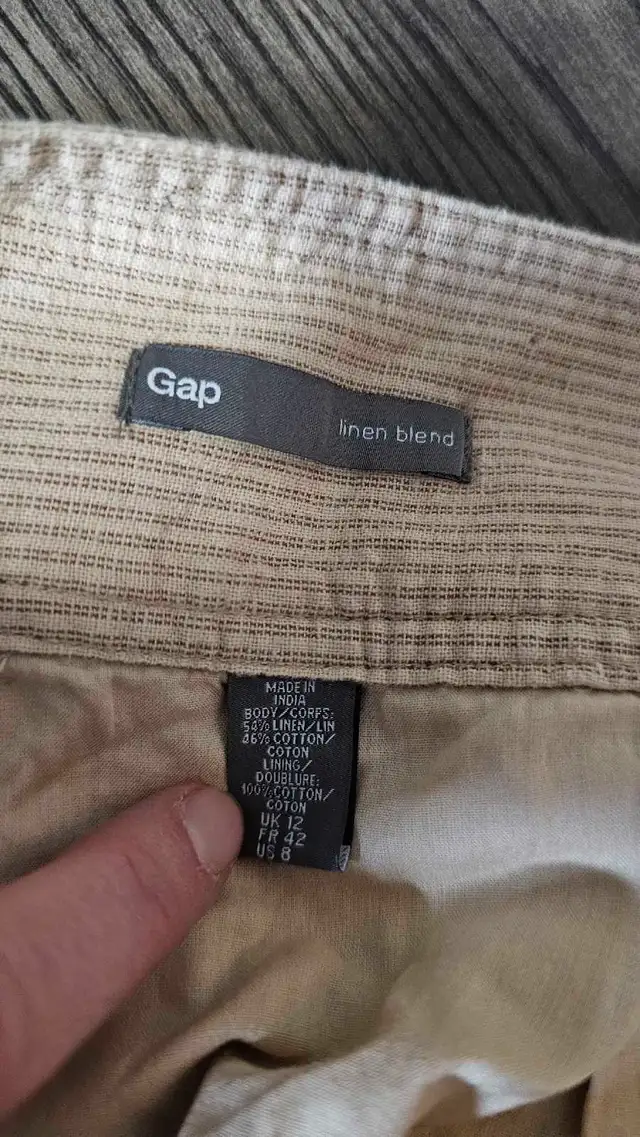 Gap
linen blend
MADE IN
INDIA
BODY/CORPS:
54% LINEN/LIN
46% COTTON/
COTON
LINING/
DOUBLURE:
100% COTTON/
COTON
UK 12
FR 42
US 8